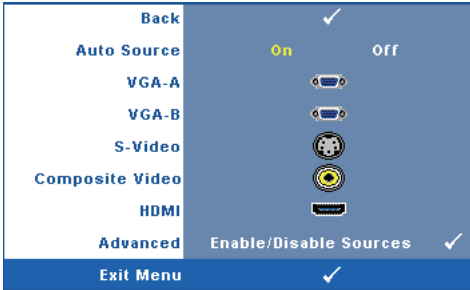 Back
Auto Source On Off
VGA-A
VGA-B
S-Video
Composite Video
HDMI
Advanced Enable/Disable Sources
Exit Menu